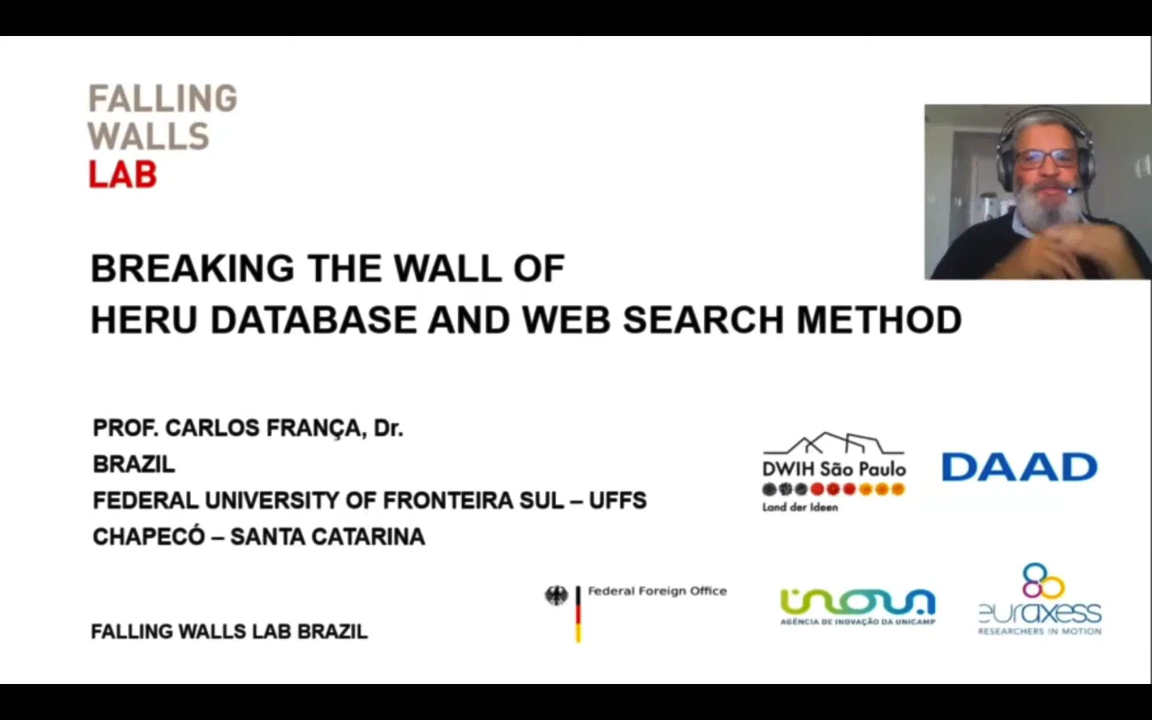 FALLING
WALLS
LAB
BREAKING THE WALL OF
HERU DATABASE AND WEB SEARCH METHOD
PROF. CARLOS FRANÇA, Dr.
BRAZIL
FEDERAL UNIVERSITY OF FRONTEIRA SUL – UFFS
CHAPECÓ – SANTA CATARINA
DWIH São Paulo
Land der Ideen
DAAD
Federal Foreign Office
inova
AGÊNCIA DE INOVAÇÃO DA UNICAMP
euraxess
RESEARCHERS IN MOTION
FALLING WALLS LAB BRAZIL